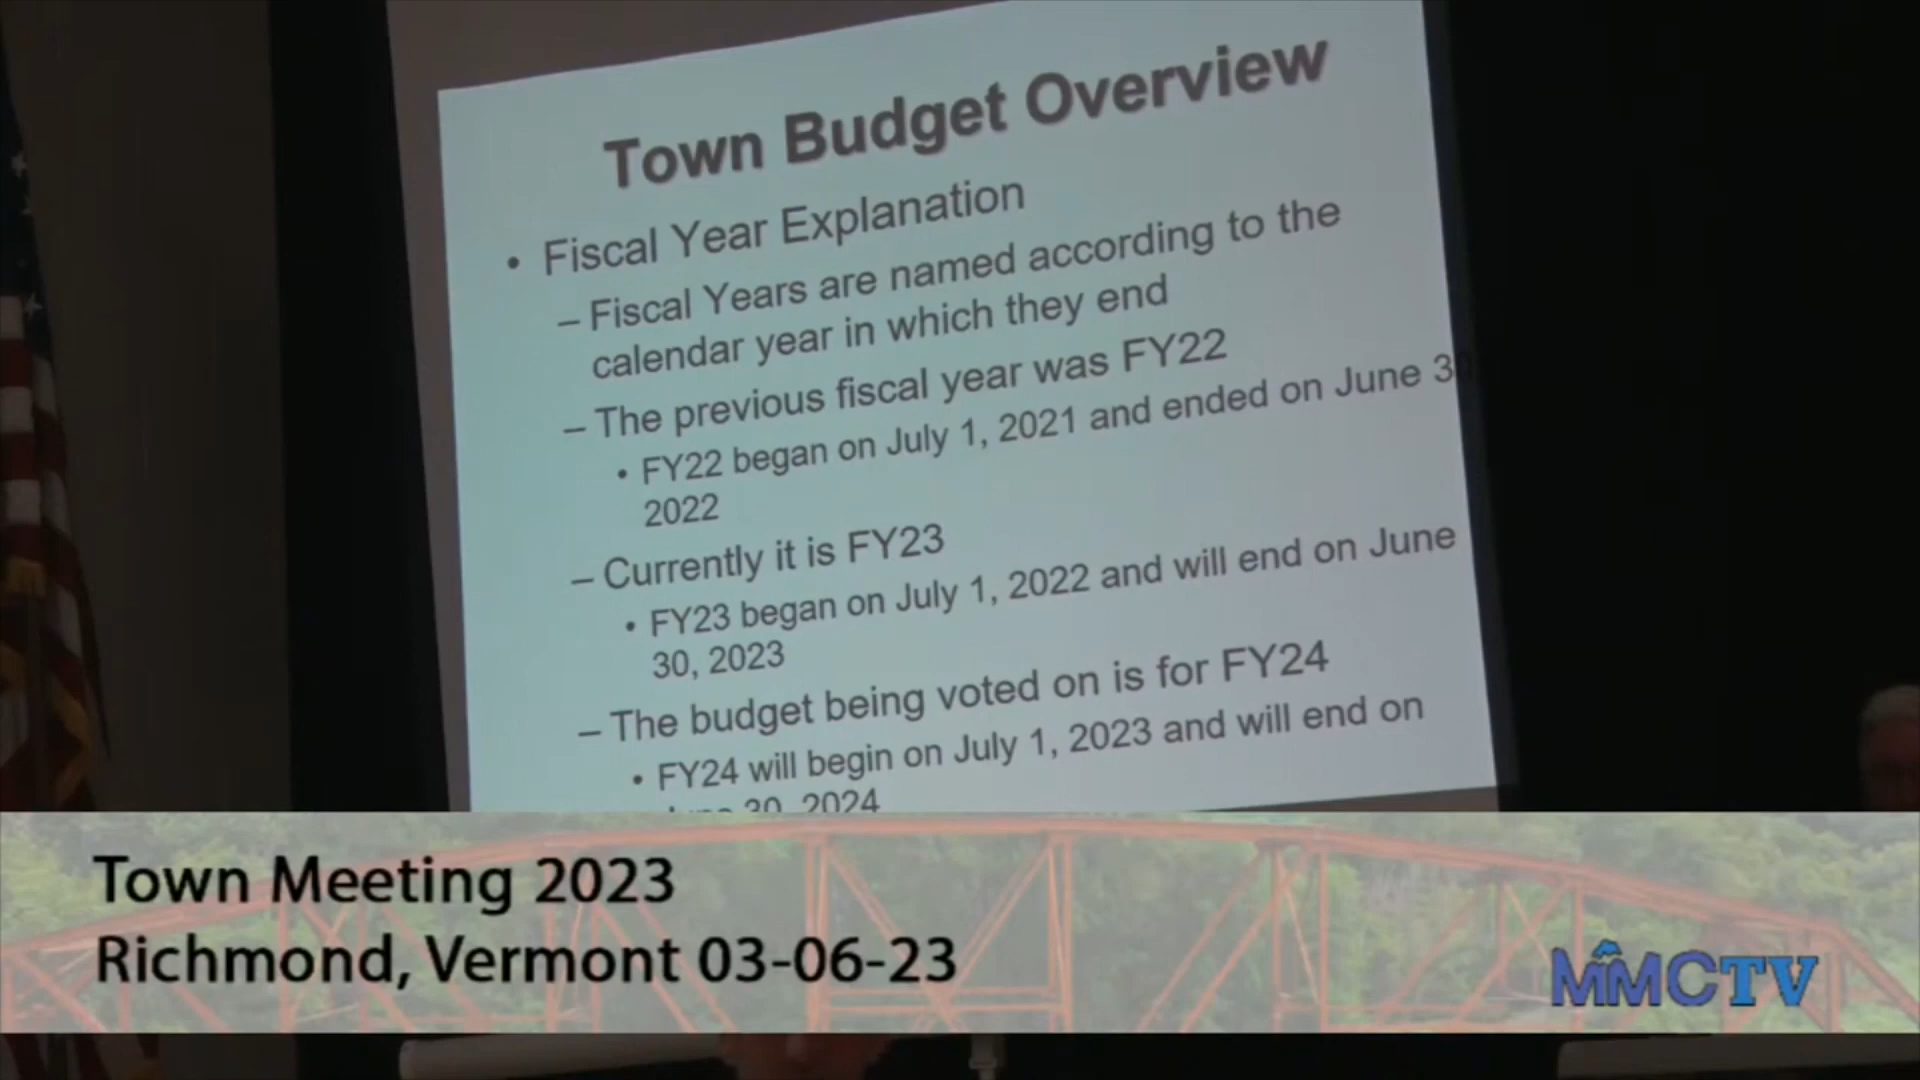 Town Budget Overview
• Fiscal Year Explanation
– Fiscal Years are named according to the
calendar year in which they end
– The previous fiscal year was FY22
• FY22 began on July 1, 2021 and ended on June 30
2022
– Currently it is FY23
• FY23 began on July 1, 2022 and will end on June
30, 2023
– The budget being voted on is for FY24
• FY24 will begin on July 1, 2023 and will end on
June 30, 2024
Town Meeting 2023
Richmond, Vermont 03-06-23
MMCTV